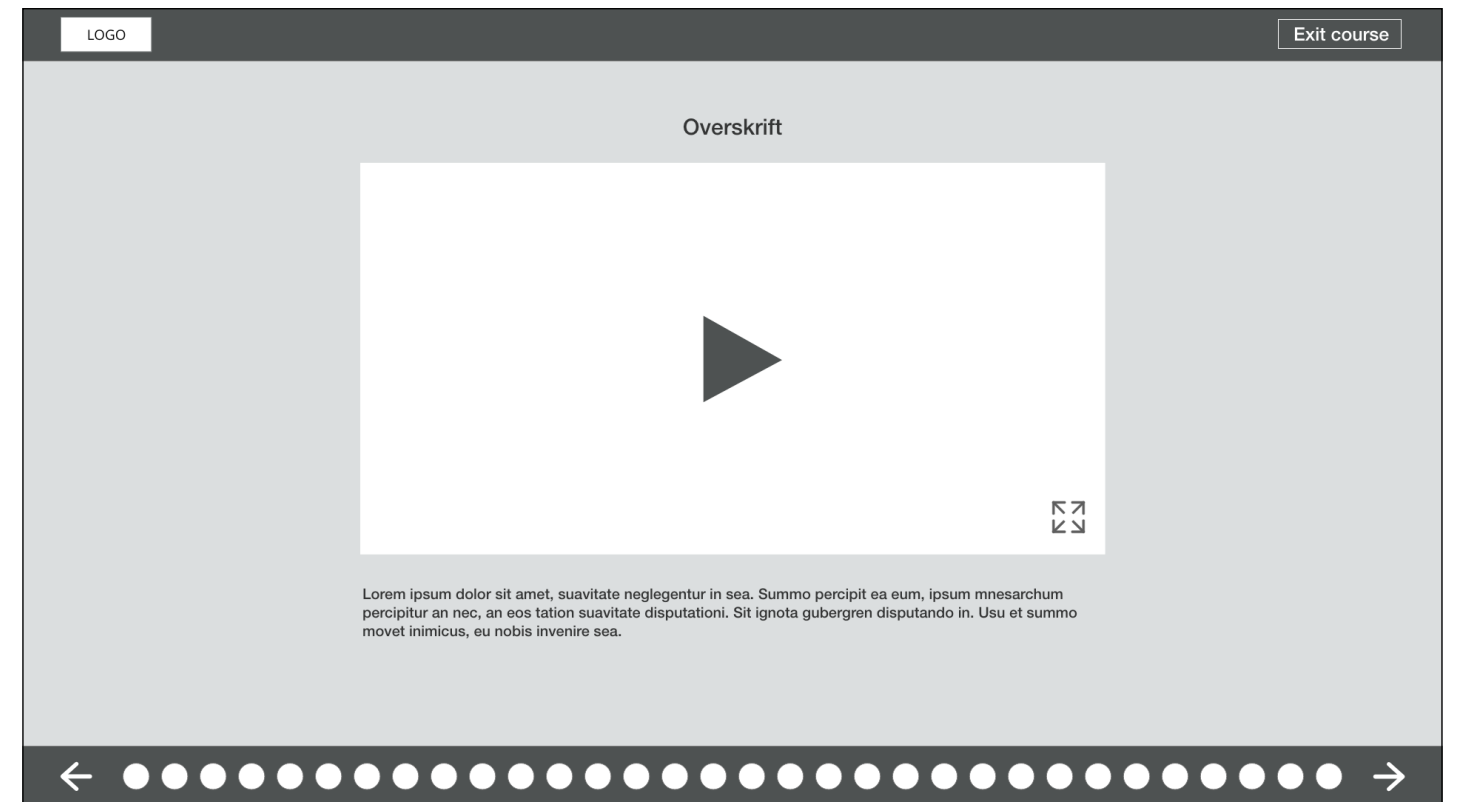 LOGO
Exit course
Overskrift
Lorem ipsum dolor sit amet, suavitate neglegentur in sea. Summo percipit ea eum, ipsum mnesarchum
percipitur an nec, an eos tation suavitate disputationi. Sit ignota gubergren disputando in. Usu et summo
movet inimicus, eu nobis invenire sea.